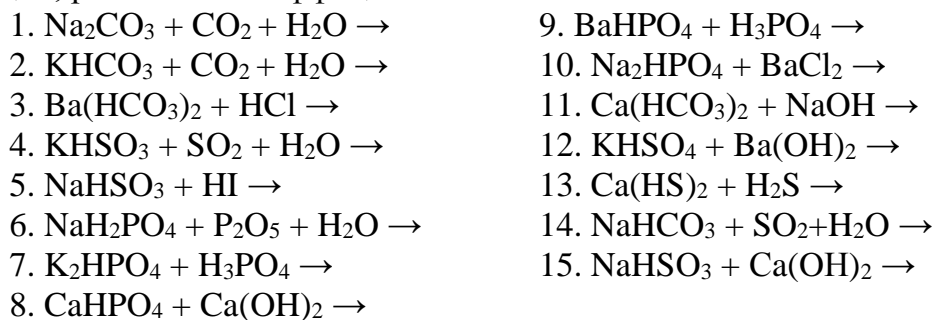 1. Na₂CO₃ + CO₂ + H₂O →
2. KHCO₃ + CO₂ + H₂O →
3. Ba(HCO₃)₂ + HCl →
4. KHSO₃ + SO₂ + H₂O →
5. NaHSO₃ + HI →
6. NaH₂PO₄ + P₂O₅ + H₂O →
7. K₂HPO₄ + H₃PO₄ →
8. CaHPO₄ + Ca(OH)₂ →
9. BaHPO₄ + H₃PO₄ →
10. Na₂HPO₄ + BaCl₂ →
11. Ca(HCO₃)₂ + NaOH →
12. KHSO₄ + Ba(OH)₂ →
13. Ca(HS)₂ + H₂S →
14. NaHCO₃ + SO₂+H₂O →
15. NaHSO₃ + Ca(OH)₂ →